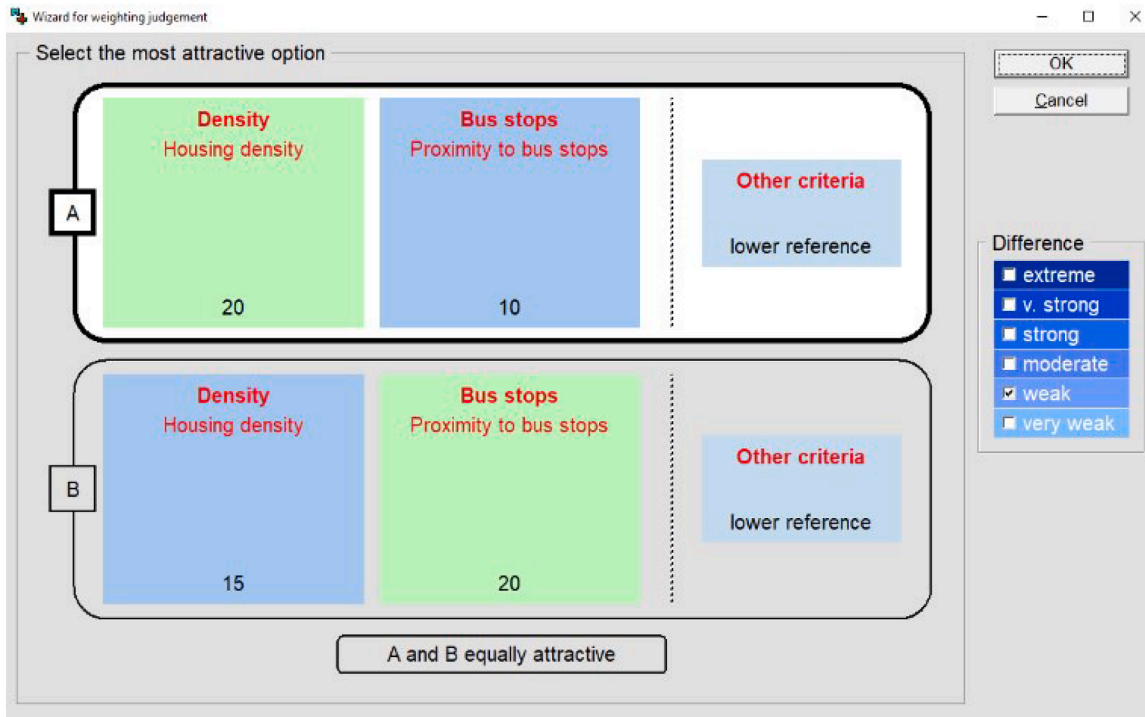 Wizard for weighting judgement
Select the most attractive option
OK
Cancel
A
Density
Housing density
20
Bus stops
Proximity to bus stops
10
Other criteria
lower reference
Difference
extreme
v. strong
strong
moderate
weak
very weak
B
Density
Housing density
15
Bus stops
Proximity to bus stops
20
Other criteria
lower reference
A and B equally attractive